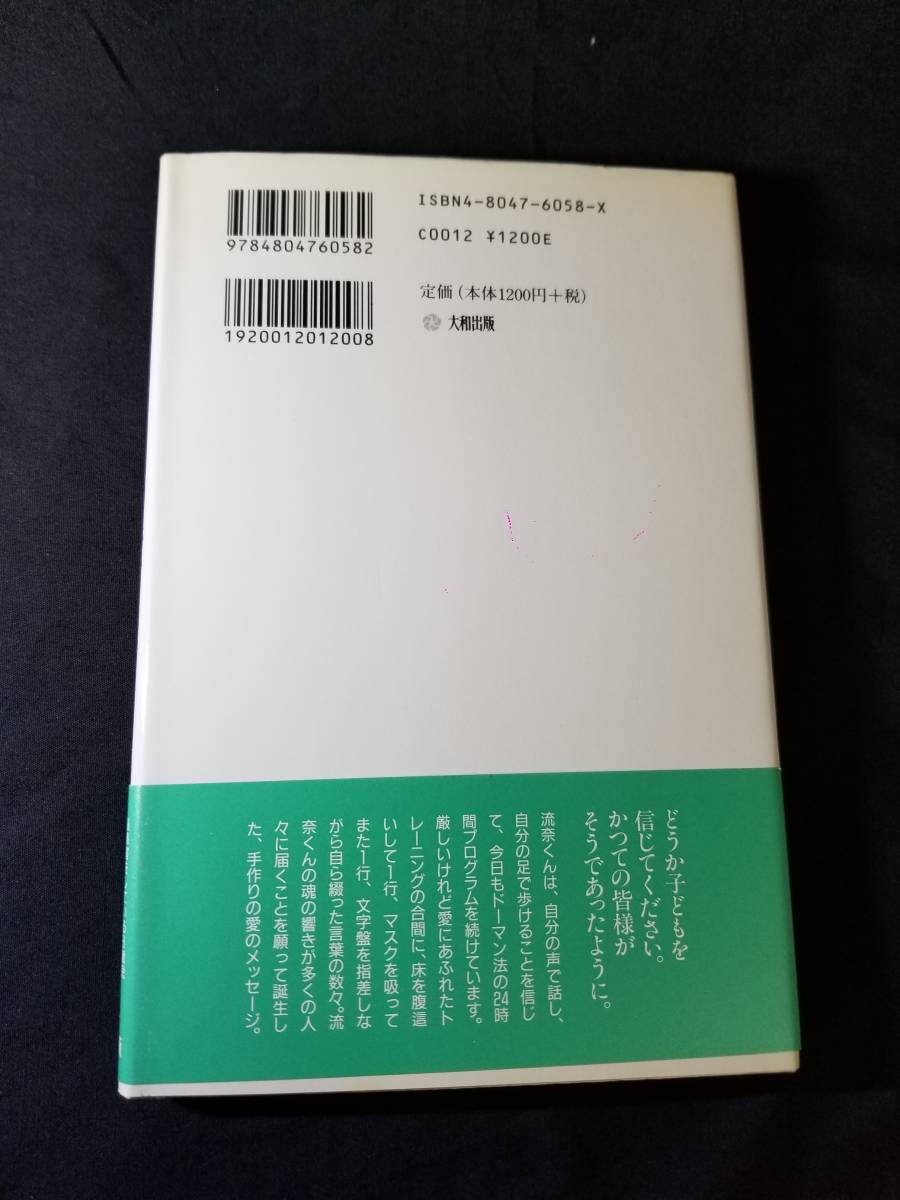 ISBN4-8047-6058-X
9784804760582
C0012 ¥1200E
定価(本体1200円+税)
1920012012008
大和出版
どうか子どもを
信じてください。
かつての皆様が
そうであったように。
流奈くんは、自分の声で話し、
自分の足で歩けることを信じ
て、今日もドーマン法の24時
間プログラムを続けています。
厳しいけれど愛にあふれたト
レーニングの合間に、床を腹這
いして1行、マスクを吸って
また1行、文字盤を指差しな
がら自ら綴った言葉の数々。流
奈くんの魂の響きが多くの人
々に届くことを願って誕生し
た、手作りの愛のメッセージ。